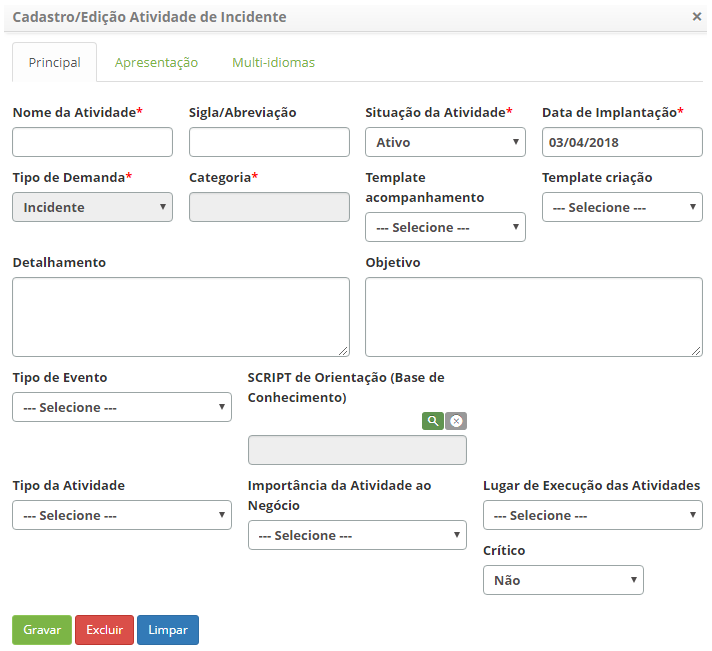 Cadastro/Edição Atividade de Incidente ×
Principal Apresentação Multi-idiomas
Nome da Atividade* Sigla/Abreviação Situação da Atividade* Data de Implantação*
Ativo 03/04/2018
Tipo de Demanda* Categoria* Template acompanhamento Template criação
Incidente --- Selecione --- --- Selecione ---
Detalhamento Objetivo
Tipo de Evento SCRIPT de Orientação (Base de Conhecimento)
--- Selecione ---
Tipo da Atividade Importância da Atividade ao Negócio Lugar de Execução das Atividades
--- Selecione --- --- Selecione --- --- Selecione ---
Crítico
Não
Gravar Excluir Limpar